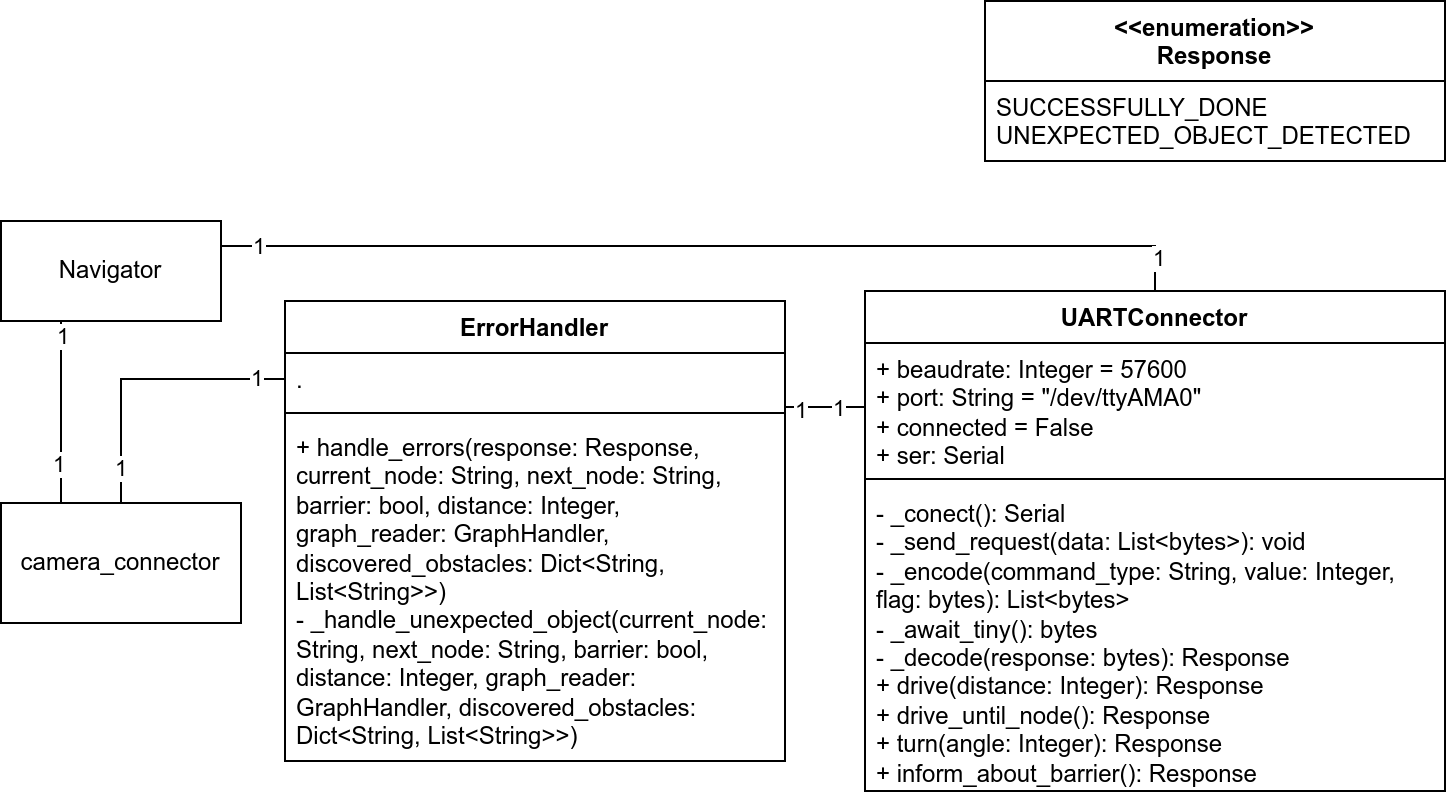 <<enumeration>>
Response
SUCCESSFULLY_DONE
UNEXPECTED_OBJECT_DETECTED
Navigator
1
1
1
1
ErrorHandler
.
+ handle_errors(response: Response,
current_node: String, next_node: String,
barrier: bool, distance: Integer,
graph_reader: GraphHandler,
discovered_obstacles: Dict<String,
List<String>>)
- _handle_unexpected_object(current_node:
String, next_node: String, barrier: bool,
distance: Integer, graph_reader:
GraphHandler, discovered_obstacles:
Dict<String, List<String>>)
1
1
camera_connector
1
1
UARTConnector
+ beaudrate: Integer = 57600
+ port: String = "/dev/ttyAMA0"
+ connected = False
+ ser: Serial
- _conect(): Serial
- _send_request(data: List<bytes>): void
- _encode(command_type: String, value: Integer,
flag: bytes): List<bytes>
- _await_tiny(): bytes
- _decode(response: bytes): Response
+ drive(distance: Integer): Response
+ drive_until_node(): Response
+ turn(angle: Integer): Response
+ inform_about_barrier(): Response